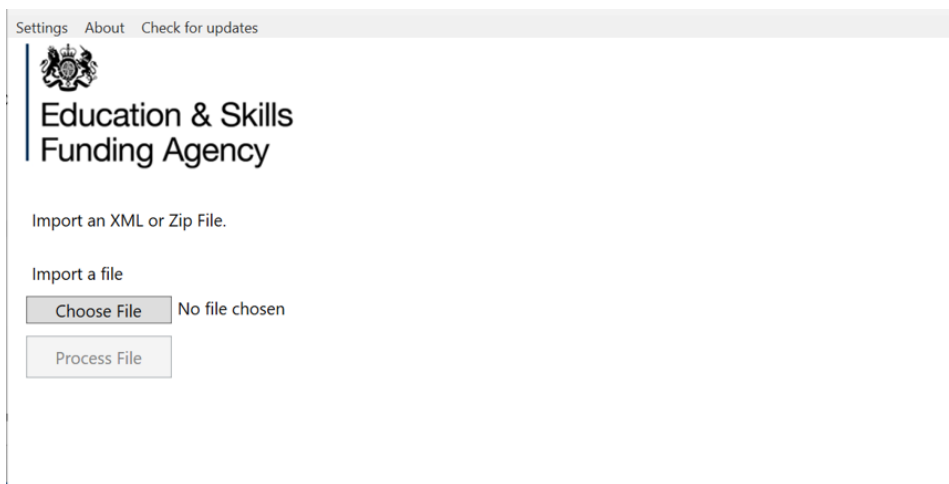 Settings About Check for updates
Education & Skills
Funding Agency
Import an XML or Zip File.
Import a file
Choose File No file chosen
Process File